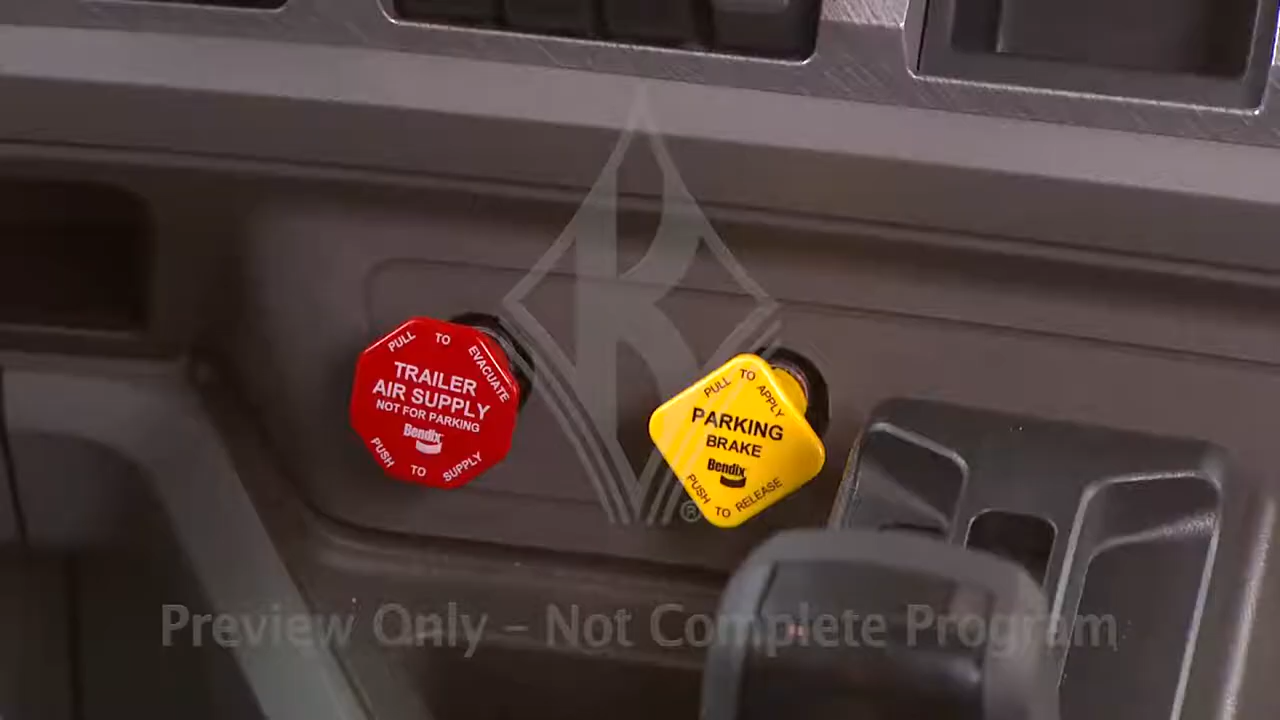 PULL TO EVACUATE
TRAILER
AIR SUPPLY
NOT FOR PARKING
Bendix
PUSH TO SUPPLY
PULL TO APPLY
PARKING
BRAKE
Bendix
PUSH TO RELEASE
®
Preview Only - Not Complete Program